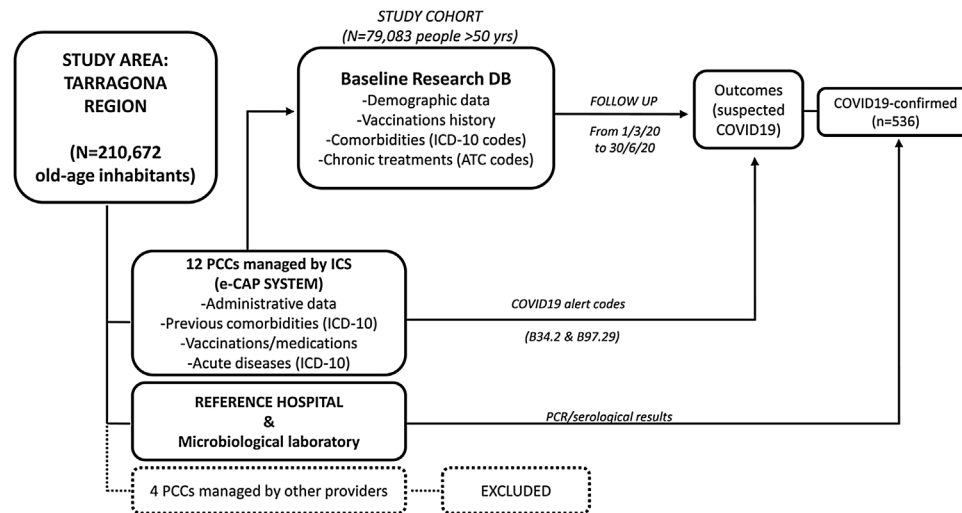 STUDY COHORT
(N=79,083 people >50 yrs)
STUDY AREA:
TARRAGONA
REGION
(N=210,672
old-age inhabitants)
Baseline Research DB
-Demographic data
-Vaccinations history
-Comorbidities (ICD-10 codes)
-Chronic treatments (ATC codes)
FOLLOW UP
From 1/3/20
to 30/6/20
Outcomes
(suspected
COVID19)
COVID19-confirmed
(n=536)
12 PCCs managed by ICS
(e-CAP SYSTEM)
-Administrative data
-Previous comorbidities (ICD-10)
-Vaccinations/medications
-Acute diseases (ICD-10)
COVID19 alert codes
(B34.2 & B97.29)
REFERENCE HOSPITAL
&
Microbiological laboratory
PCR/serological results
4 PCCs managed by other providers
EXCLUDED